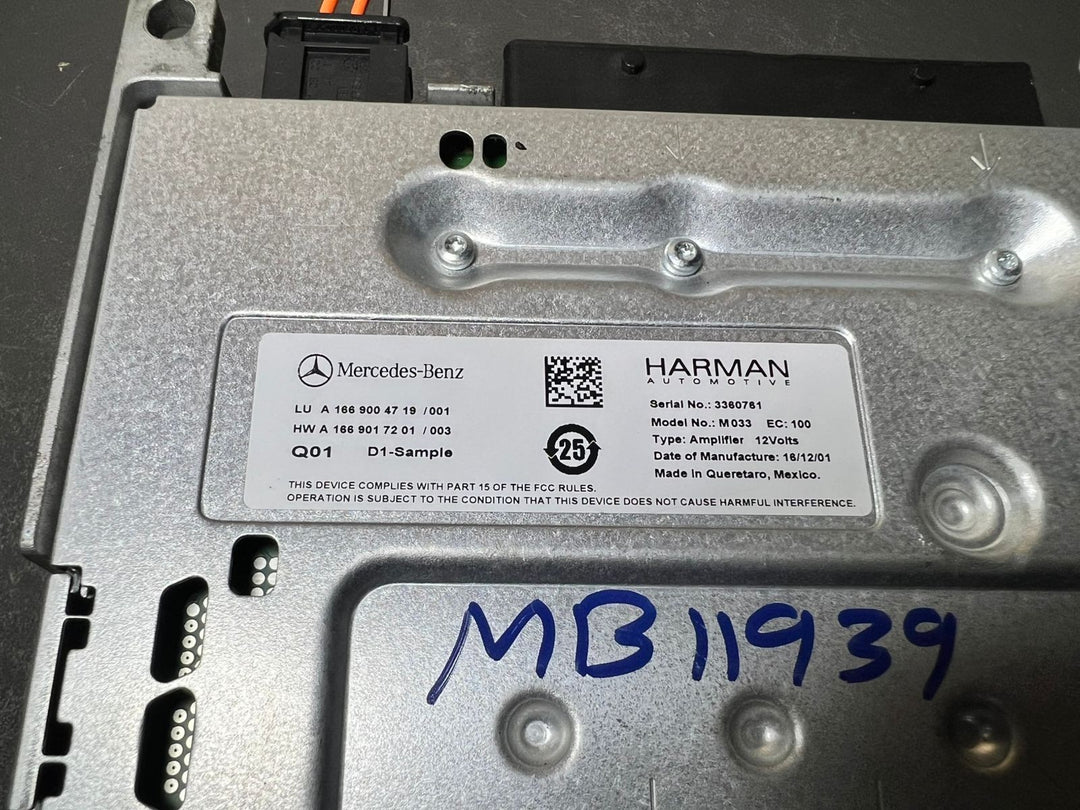 Mercedes-Benz
LU A 166 900 47 19 /001
HW A 166 901 72 01 /003
Q01 D1-Sample
25
HARMAN
AUTOMOTIVE
Serial No.: 3360761
Model No.: M033 EC: 100
Type: Amplifier 12Volts
Date of Manufacture: 16/12/01
Made in Queretaro, Mexico.
THIS DEVICE COMPLIES WITH PART 15 OF THE FCC RULES.
OPERATION IS SUBJECT TO THE CONDITION THAT THIS DEVICE DOES NOT CAUSE HARMFUL INTERFERENCE.
MB11939